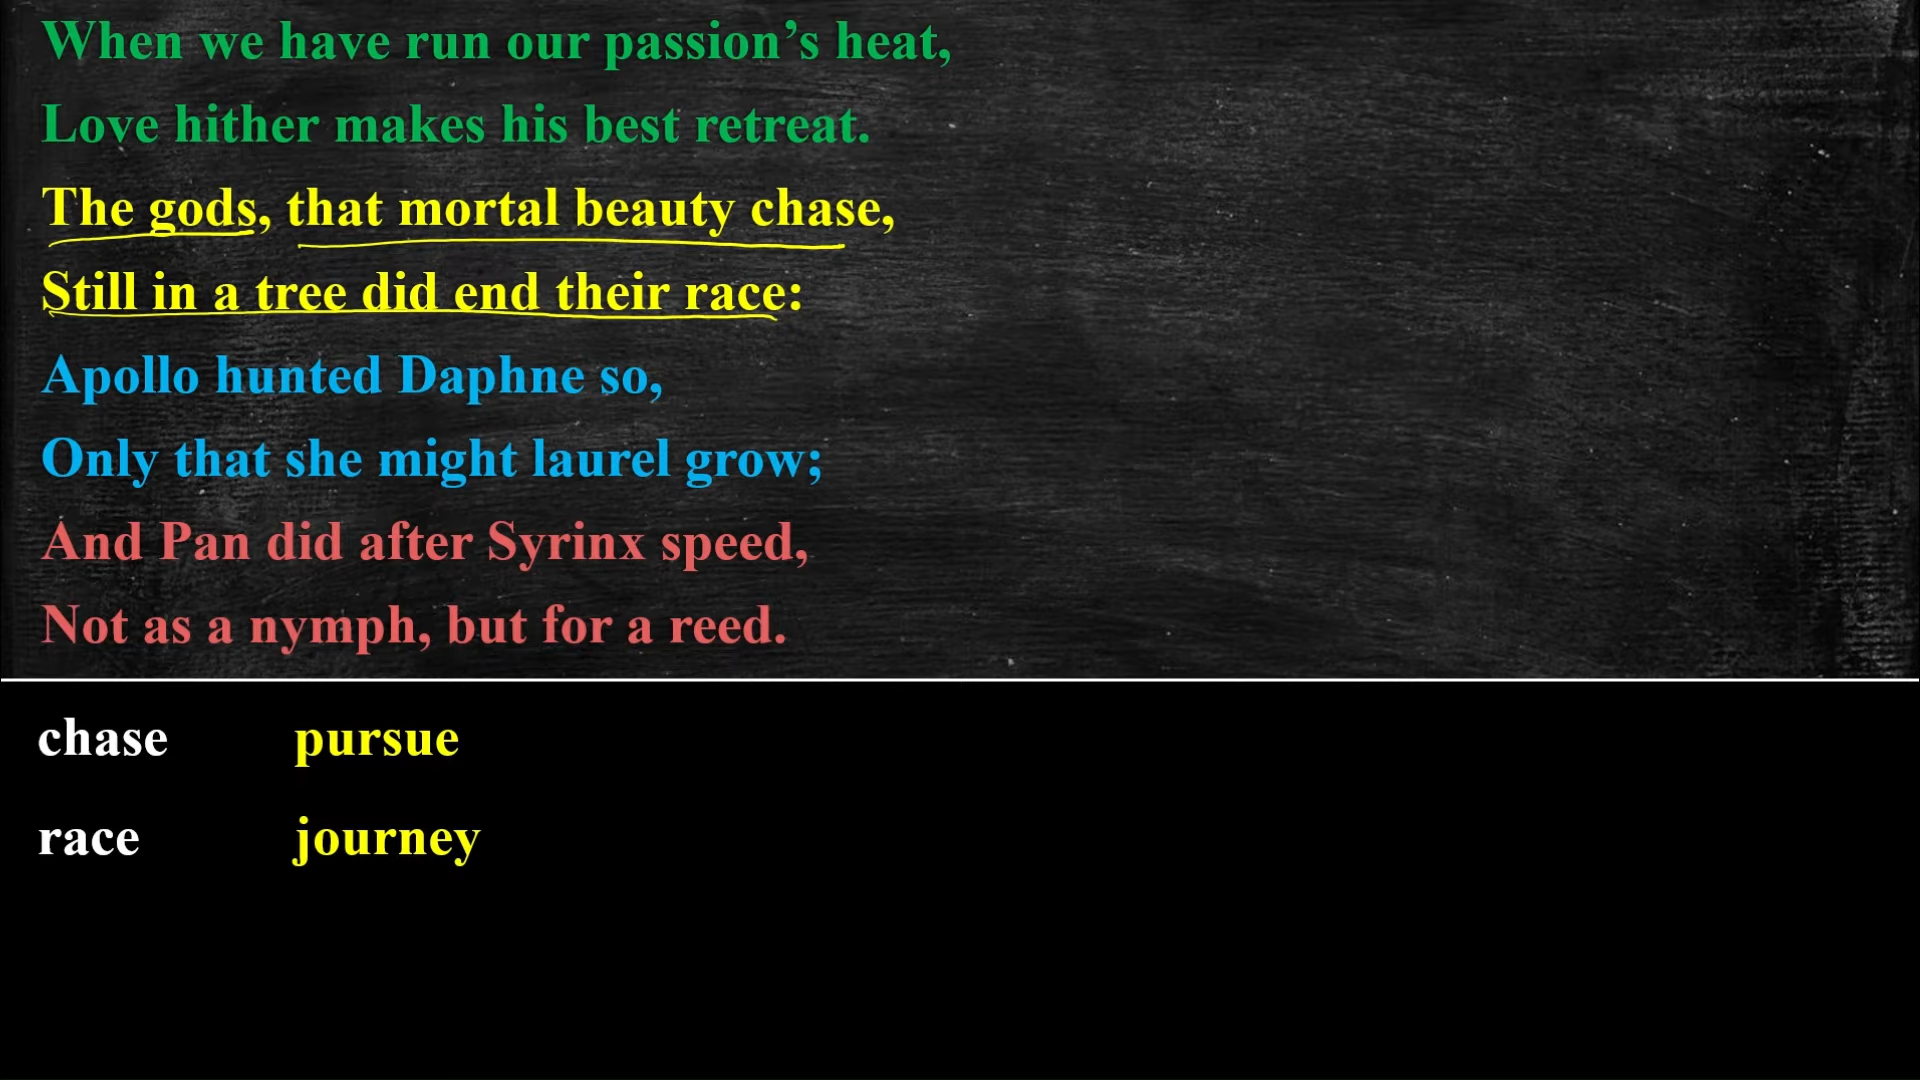 When we have run our passion’s heat,
Love hither makes his best retreat.
The gods, that mortal beauty chase,
Still in a tree did end their race:
Apollo hunted Daphne so,
Only that she might laurel grow;
And Pan did after Syrinx speed,
Not as a nymph, but for a reed.
chase pursue
race journey